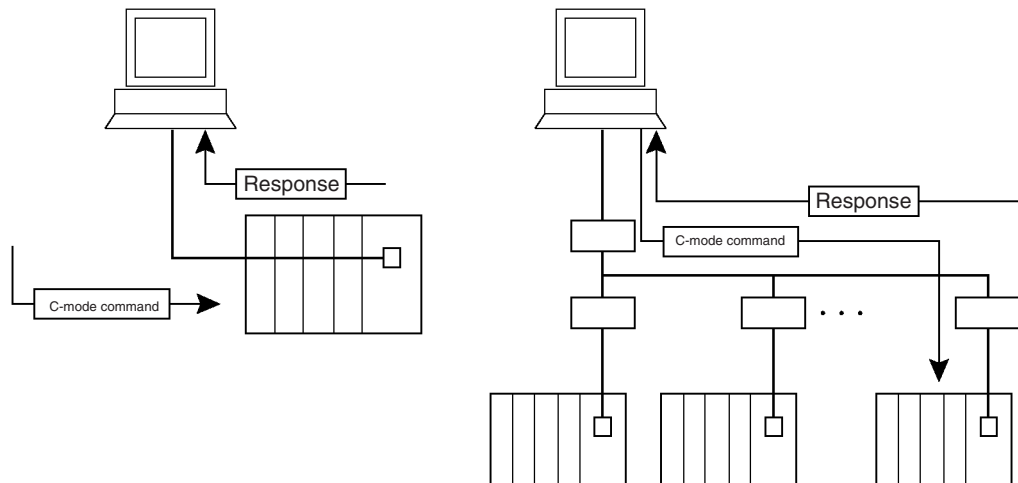 Response
C-mode command
Response
C-mode command
. . .